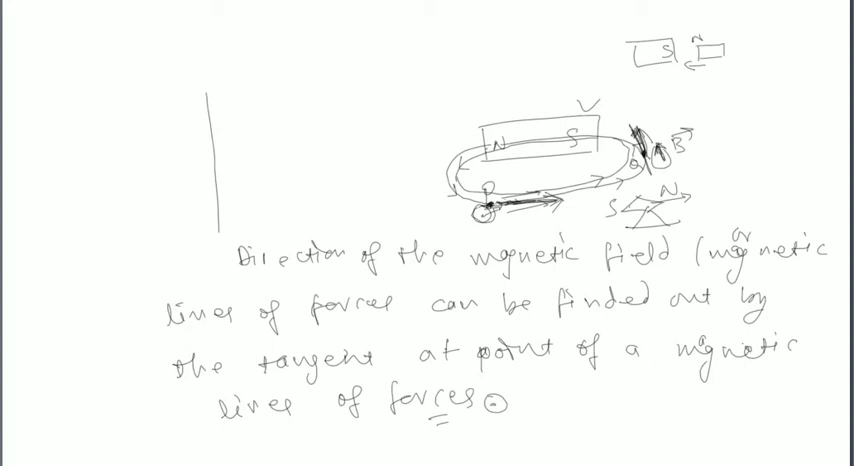 S N
V
N S
Q B
P
S N
Direction of the magnetic field (magnetic
lines of forces can be finded out by
the tangent at point of a magnetic
lines of forces